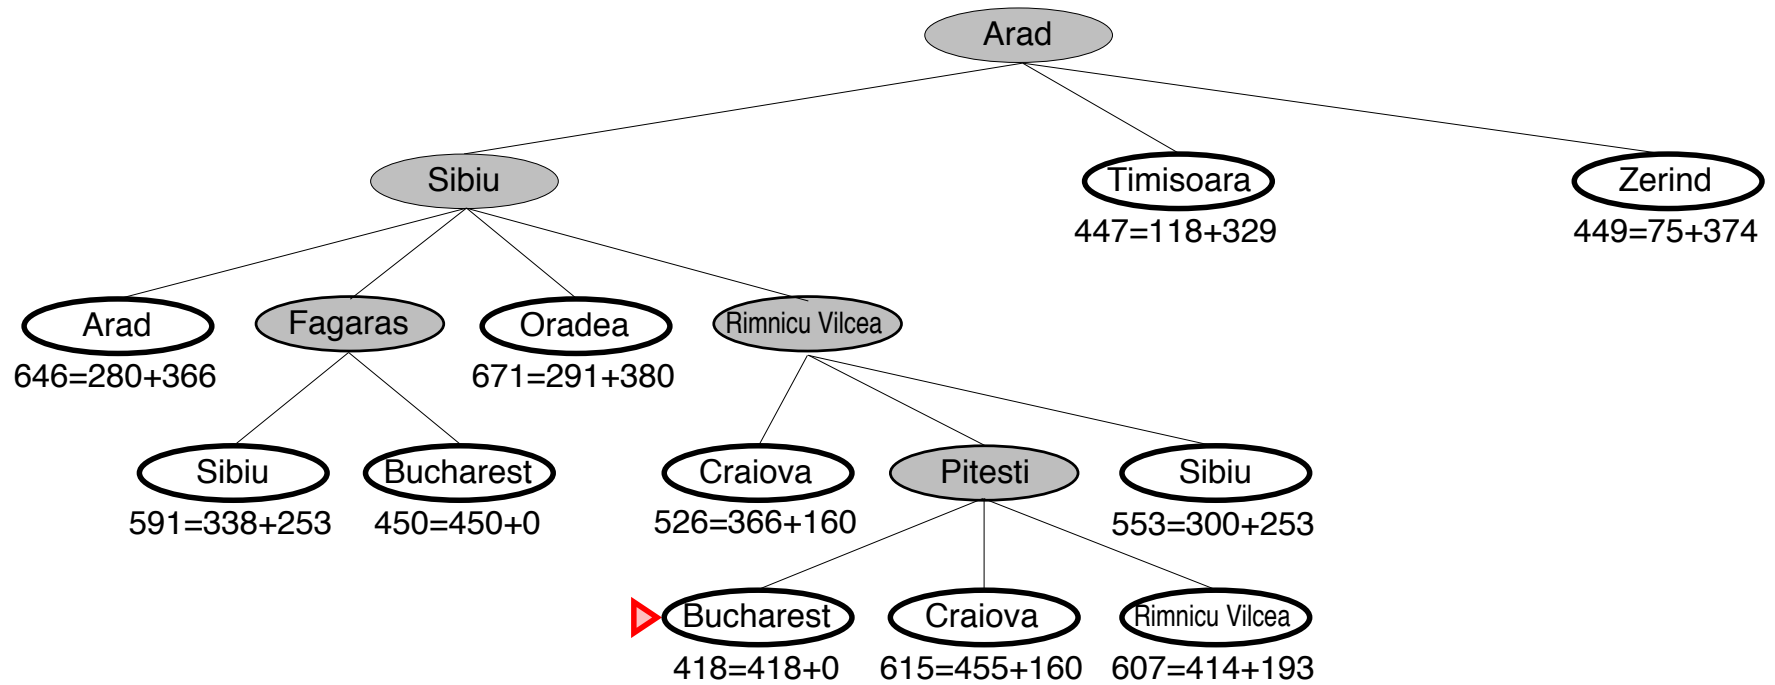 Arad
Sibiu
Timisoara
Zerind
447=118+329
449=75+374
Arad
Fagaras
Oradea
Rimnicu Vilcea
646=280+366
671=291+380
Sibiu
Bucharest
Craiova
Pitesti
Sibiu
591=338+253
450=450+0
526=366+160
553=300+253
Bucharest
Craiova
Rimnicu Vilcea
418=418+0
615=455+160
607=414+193